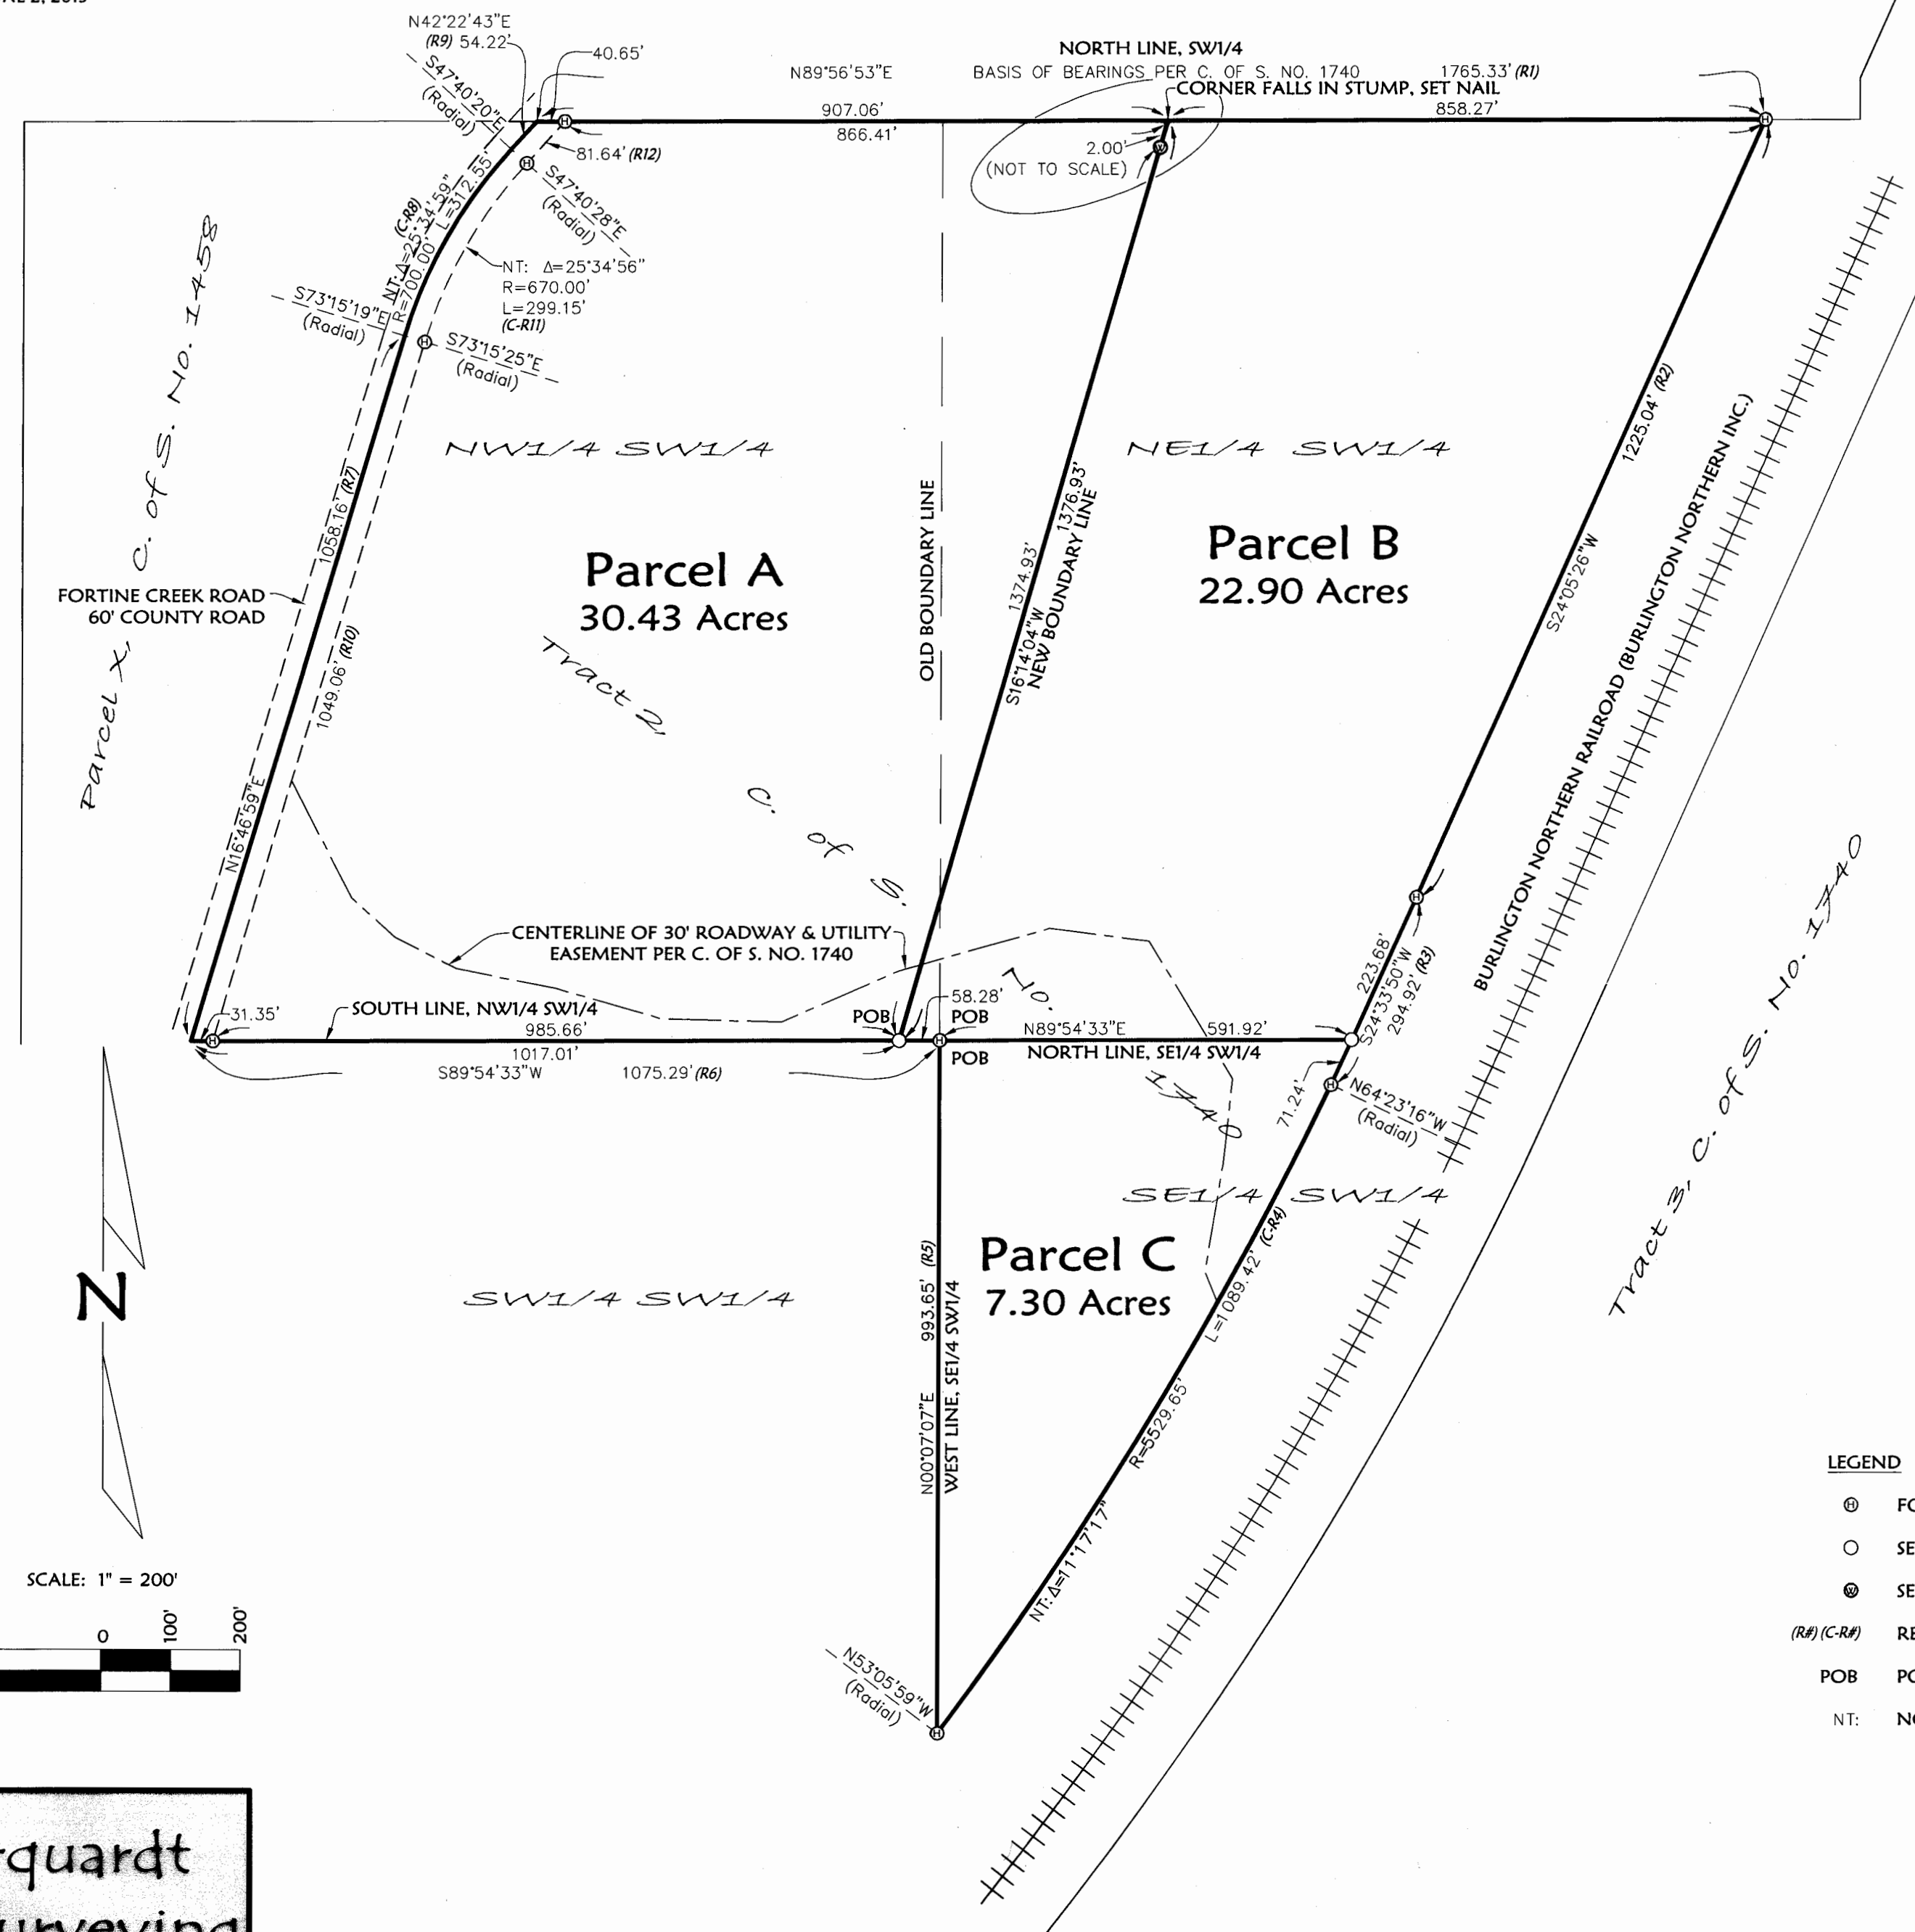 N42°22'43"E
(R9) 54.22'
40.65'
S47°40'20"E
(Radial)
NORTH LINE, SW1/4
N89°56'53"E BASIS OF BEARINGS PER C. OF S. NO. 1740 1765.33' (R1)
CORNER FALLS IN STUMP, SET NAIL
907.06'
858.27'
866.41'
81.64' (R12)
2.00'
(NOT TO SCALE)
S47°40'28"E
(Radial)
(C-R8)
NT: Δ=25°34'59"
R=700.00' L=312.55'
NT: Δ=25°34'56"
R=670.00'
L=299.15'
(C-R11)
S73°15'19"E
(Radial)
S73°15'25"E
(Radial)
Parcel X, C. of S. No. 1458
NW1/4 SW1/4
NE1/4 SW1/4
1225.04' (R2)
S24°05'26"W
BURLINGTON NORTHERN RAILROAD (BURLINGTON NORTHERN INC.)
1058.16' (R7)
N16°46'59"E
1049.06' (R10)
OLD BOUNDARY LINE
1376.93'
1374.93'
S16°14'04"W
NEW BOUNDARY LINE
Parcel A
30.43 Acres
Parcel B
22.90 Acres
FORTINE CREEK ROAD
60' COUNTY ROAD
Tract 2, C. of S. No. 1740
CENTERLINE OF 30' ROADWAY & UTILITY
EASEMENT PER C. OF S. NO. 1740
223.68'
S24°33'50"W
294.92' (R3)
Tract 3, C. of S. No. 1740
31.35'
SOUTH LINE, NW1/4 SW1/4
985.66'
1017.01'
S89°54'33"W 1075.29' (R6)
POB
58.28'
POB
POB
N89°54'33"E 591.92'
NORTH LINE, SE1/4 SW1/4
71.24'
N64°23'16"W
(Radial)
SE1/4 SW1/4
Parcel C
7.30 Acres
SW1/4 SW1/4
N00°07'07"E 993.65' (R5)
WEST LINE, SE1/4 SW1/4
L=1089.42' (C-R4)
R=5529.65'
NT: Δ=11°17'17"
N53°05'59"W
(Radial)
N
SCALE: 1" = 200'
0 100' 200'
LEGEND
H
SE
W SE
(R#) (C-R#) RE
POB PO
NT:
quardt